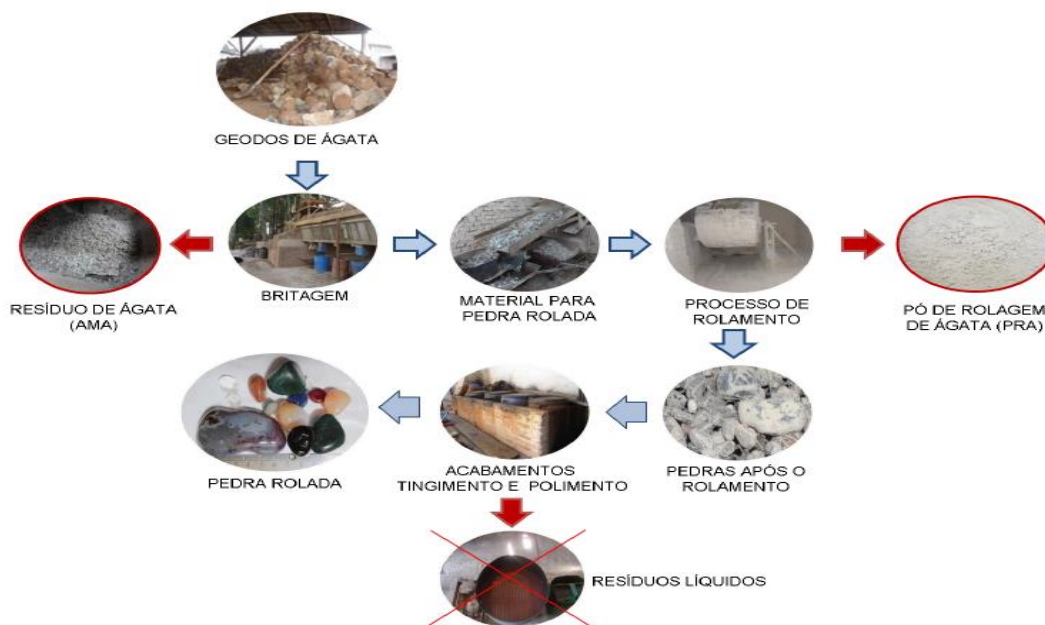 GEODOS DE ÁGATA
RESÍDUO DE ÁGATA
(AMA)
BRITAGEM
MATERIAL PARA
PEDRA ROLADA
PROCESSO DE
ROLAMENTO
PÓ DE ROLAGEM
DE ÁGATA (PRA)
PEDRA ROLADA
ACABAMENTOS
TINGIMENTO E POLIMENTO
PEDRAS APÓS O
ROLAMENTO
RESÍDUOS LÍQUIDOS